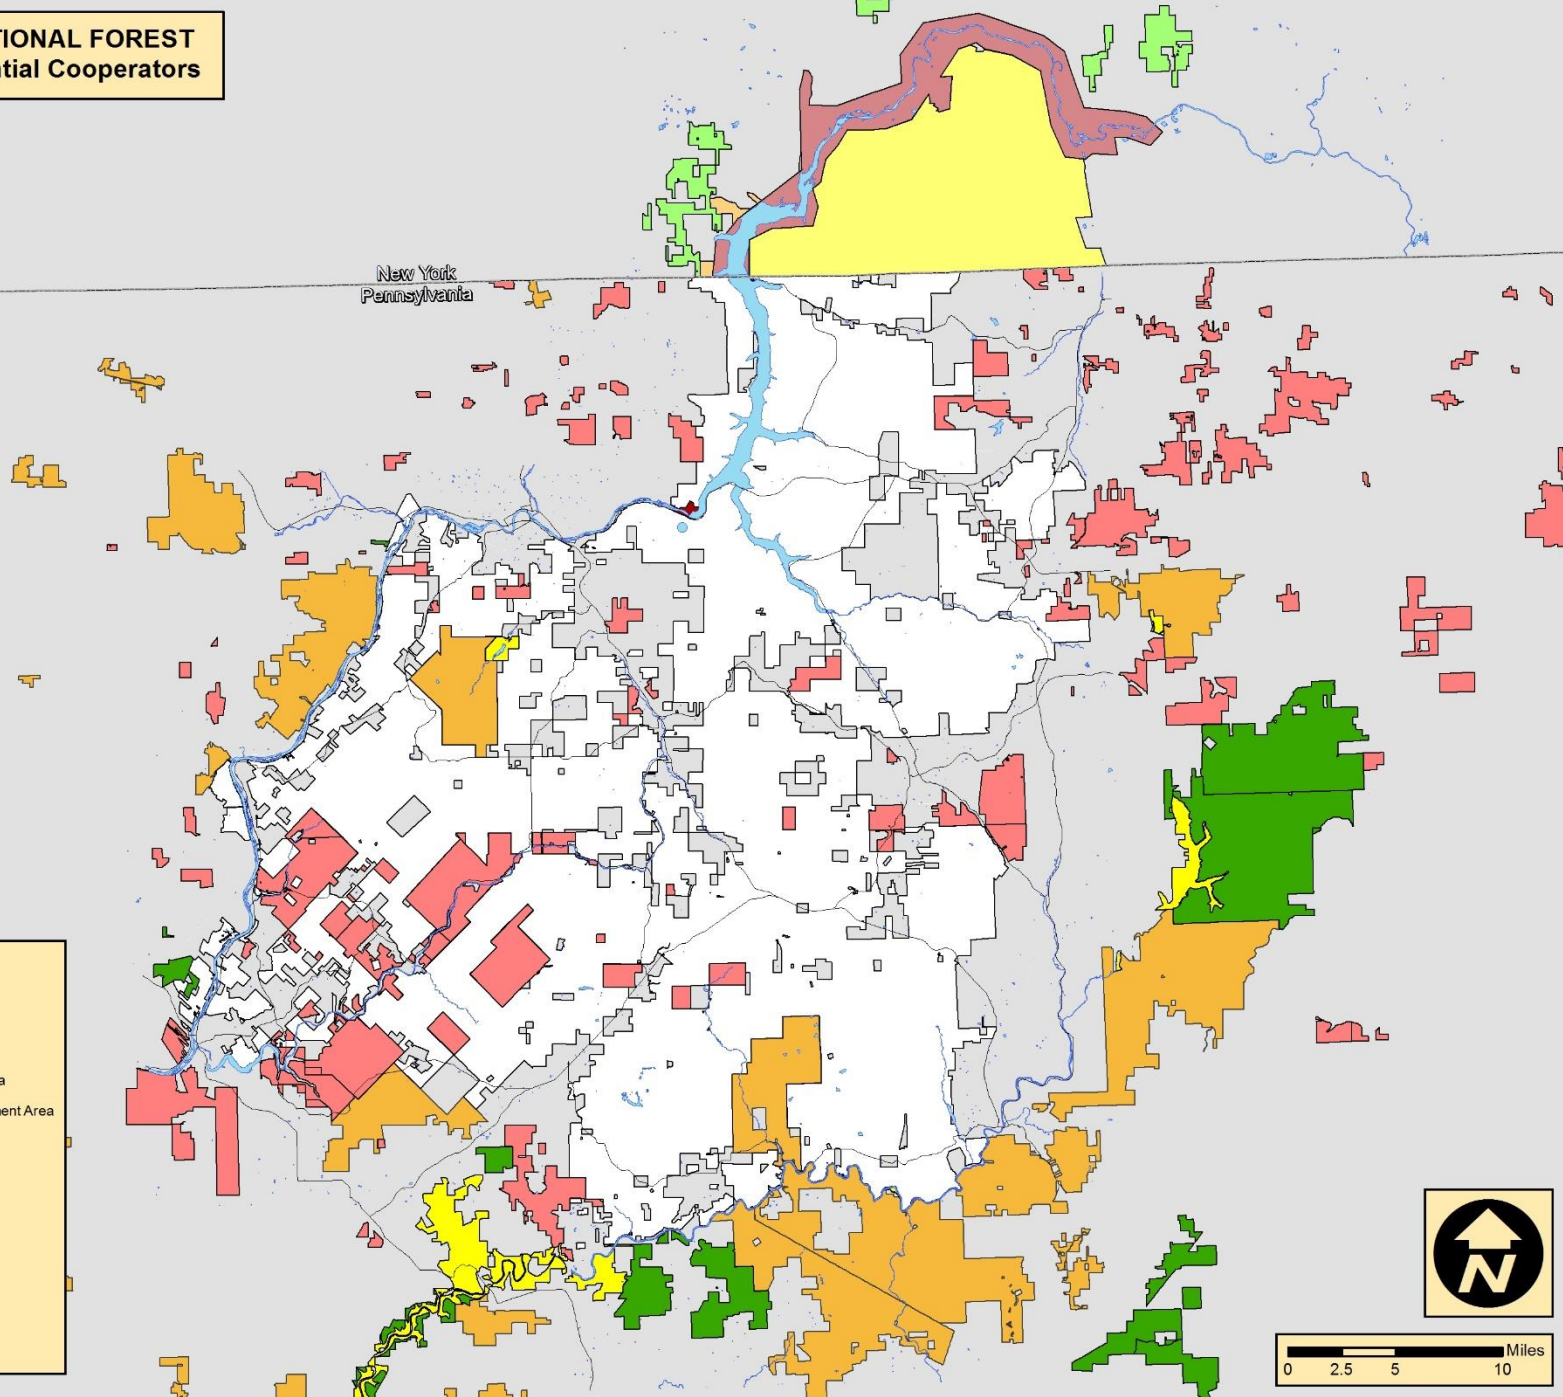 TIONAL FOREST
ntial Cooperators
New York
Pennsylvania
a
ent Area
N
Miles
0 2.5 5 10